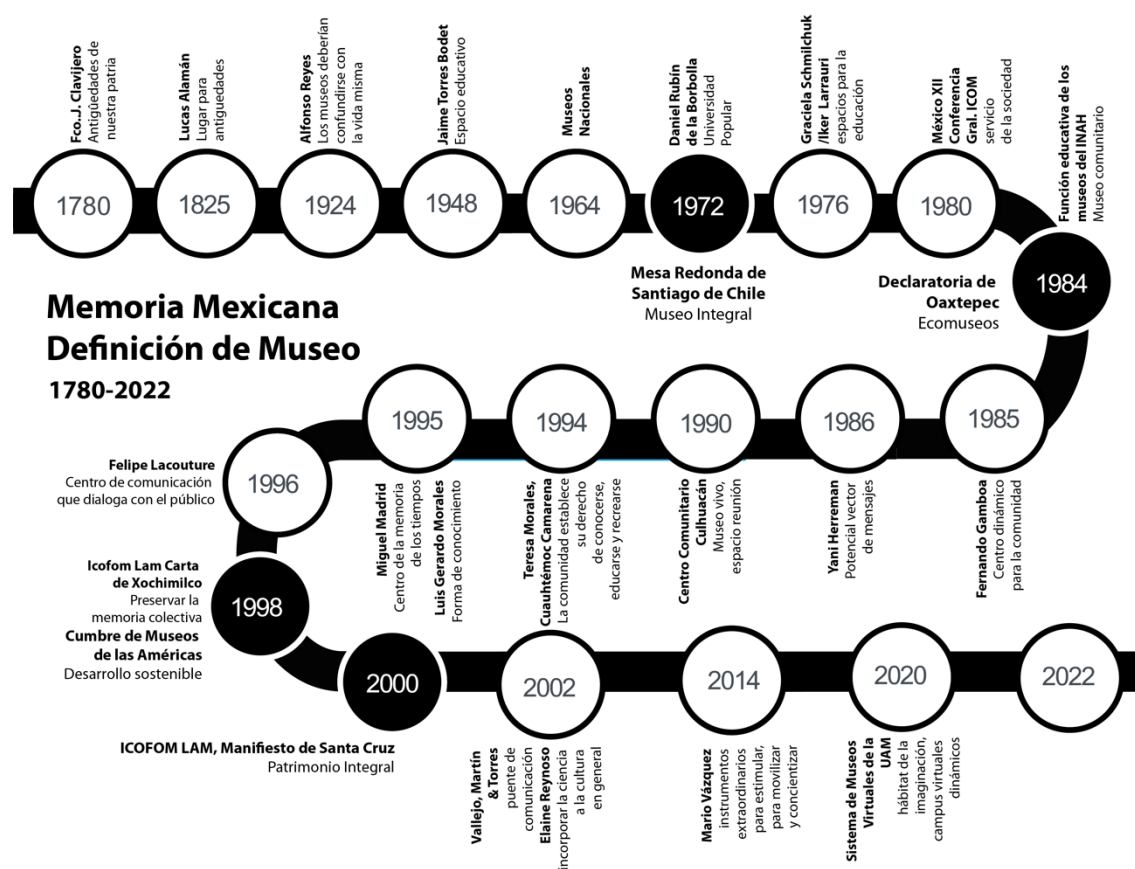 Fco.J. Clavijero
Antigüedades de
nuestra patria
1780
Lucas Alamán
Lugar para
antiguedades
1825
Alfonso Reyes
Los museos deberían
confundirse con
la vida misma
1924
Jaime Torres Bodet
Espacio educativo
1948
Museos
Nacionales
1964
Daniel Rubín
de la Borbolla
Universidad
Popular
1972
Mesa Redonda de
Santiago de Chile
Museo Integral
Graciela Schmilchuk
/Iker Larrauri
espacios para la
educación
1976
México XII
Conferencia
Gral. ICOM
servicio
de la sociedad
1980
Función educativa de los
museos del INAH
Museo comunitario
1984
Declaratoria de
Oaxtepec
Ecomuseos
Memoria Mexicana
Definición de Museo
1780-2022
1985
Fernando Gamboa
Centro dinámico
para la comunidad
1986
Yani Herreman
Potencial vector
de mensajes
1990
Centro Comunitario
Culhuacán
Museo vivo,
espacio reunión
1994
Teresa Morales,
Cuauhtémoc Camarena
La comunidad establece
su derecho
de conocerse,
educarse y recrearse
1995
Miguel Madrid
Centro de la memoria
de los tiempos
Luis Gerardo Morales
Forma de conocimiento
1996
Felipe Lacouture
Centro de comunicación
que dialoga con el público
1998
Icofom Lam Carta
de Xochimilco
Preservar la
memoria colectiva
Cumbre de Museos
de las Américas
Desarrollo sostenible
2000
ICOFOM LAM, Manifiesto de Santa Cruz
Patrimonio Integral
2002
Vallejo, Martín
& Torres
puente de
comunicación
Elaine Reynoso
incorporar la ciencia
a la cultura
en general
2014
Mario Vázquez
instrumentos
extraordinarios
para estimular,
para movilizar
y concientizar
2020
Sistema de Museos
Virtuales de la
UAM
hábitat de la
imaginación,
campus virtuales
dinámicos
2022